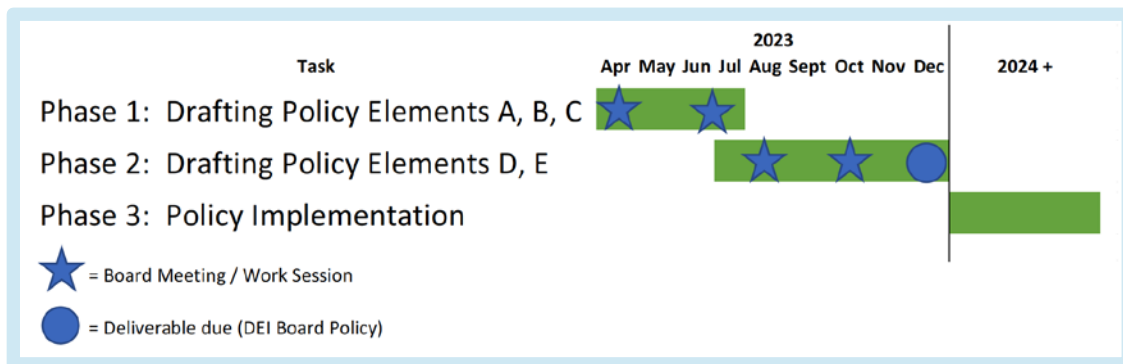 2023
Task Apr May Jun Jul Aug Sept Oct Nov Dec 2024 +
Phase 1: Drafting Policy Elements A, B, C
Phase 2: Drafting Policy Elements D, E
Phase 3: Policy Implementation
= Board Meeting / Work Session
= Deliverable due (DEI Board Policy)